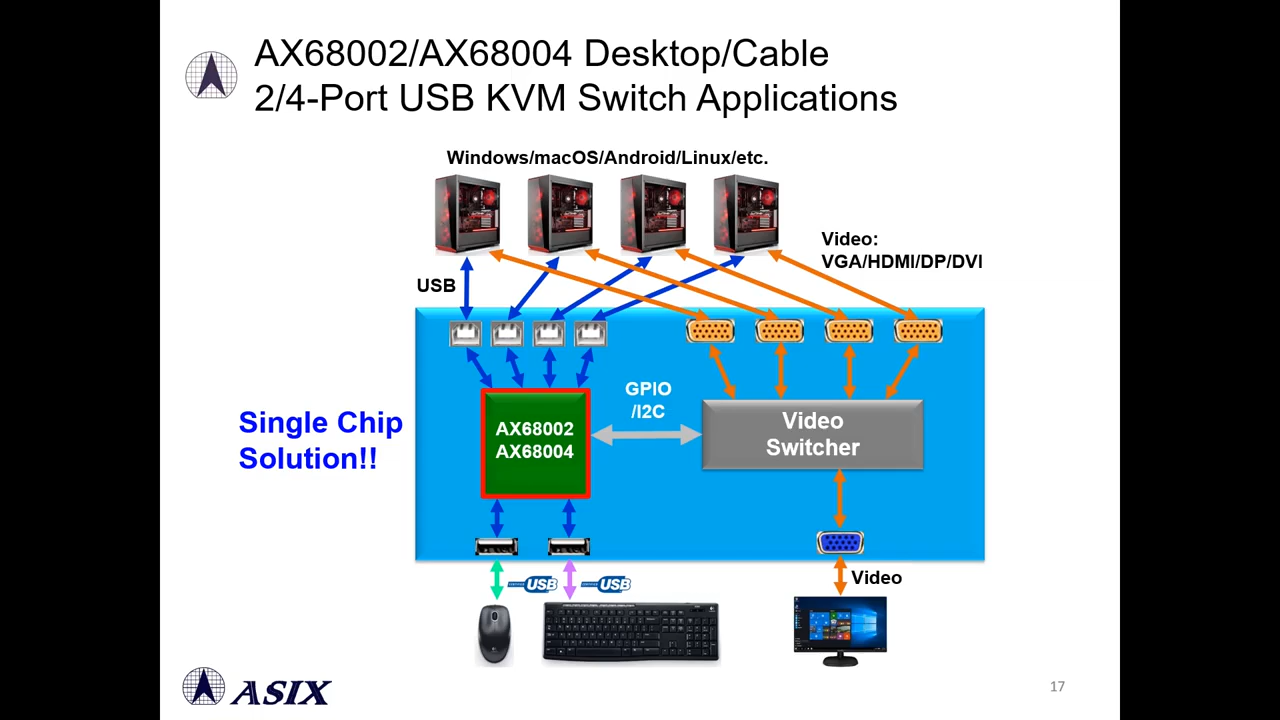 AX68002/AX68004 Desktop/Cable
2/4-Port USB KVM Switch Applications
Windows/macOS/Android/Linux/etc.
Video:
VGA/HDMI/DP/DVI
USB
GPIO
/I2C
Single Chip
Solution!!
AX68002
AX68004
Video
Switcher
USB
USB
Video
ASIX
17